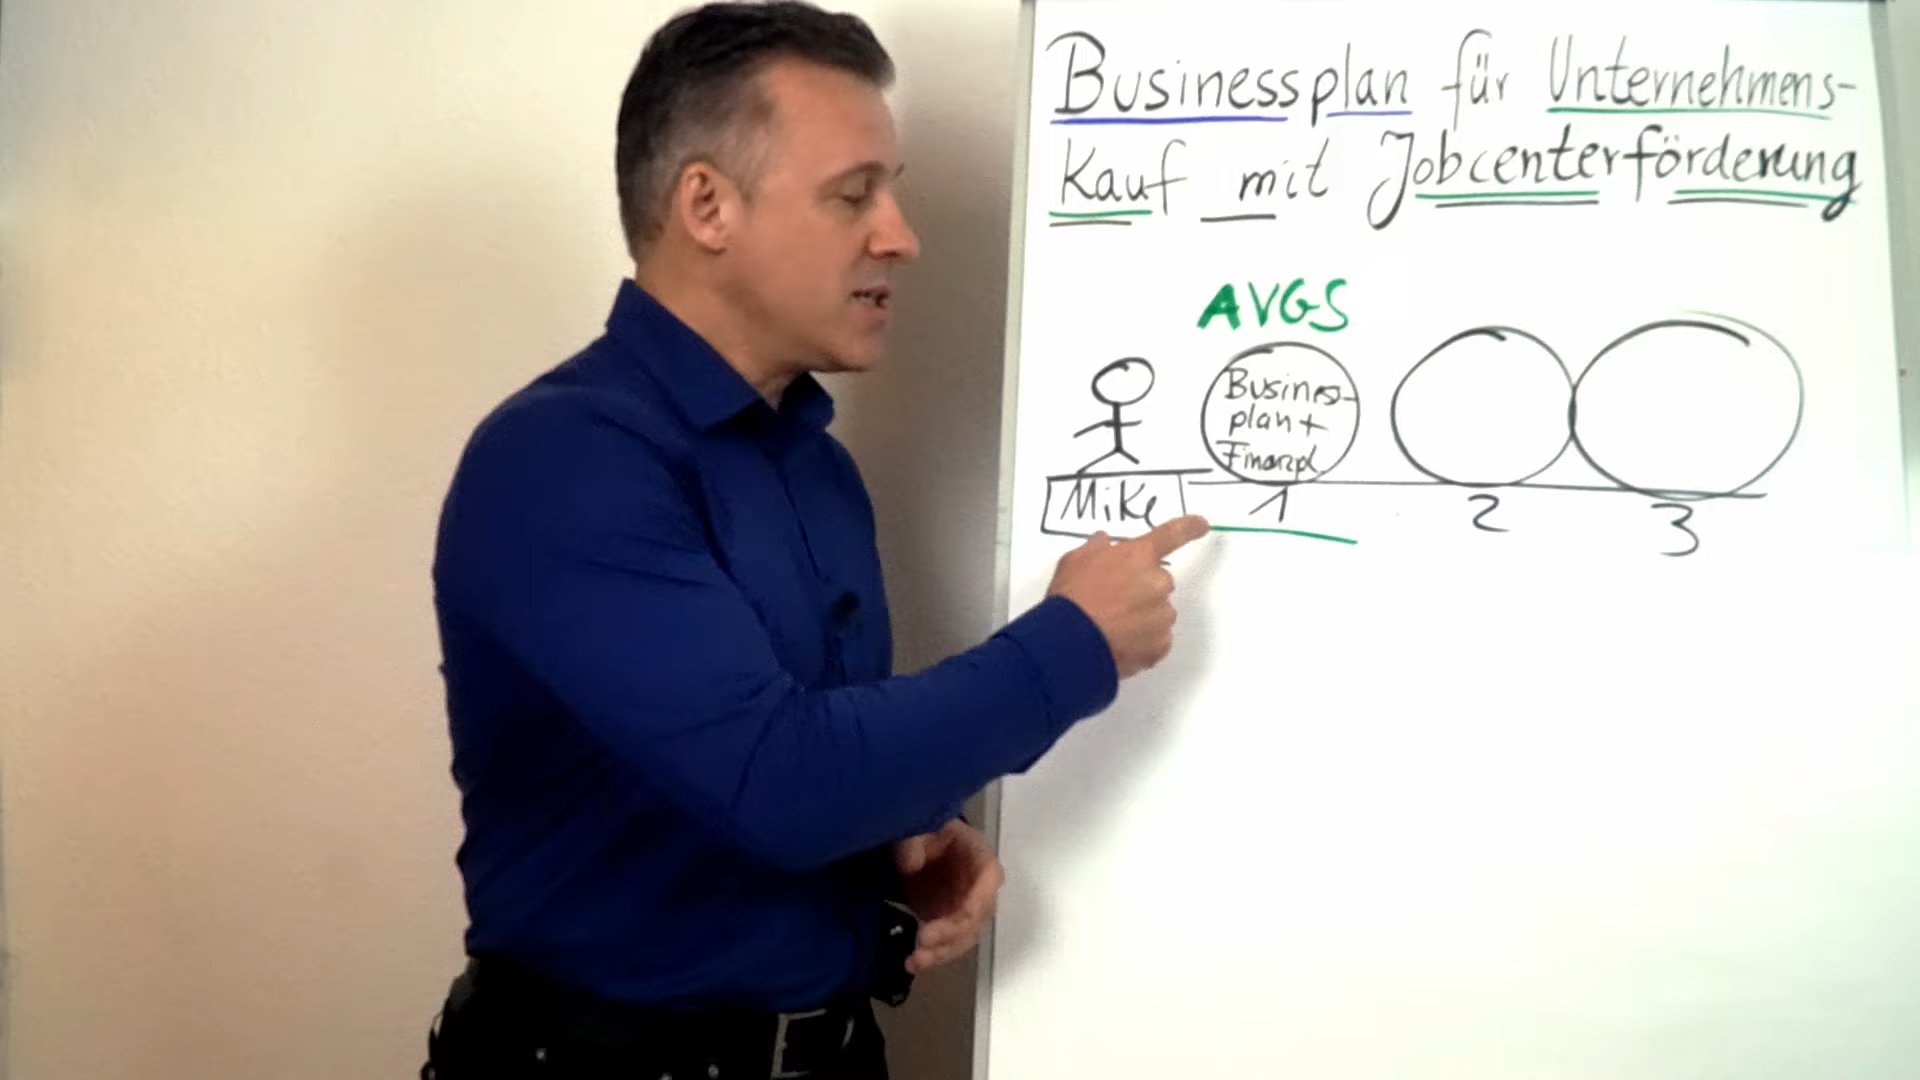 Businessplan für Unternehmens-
Kauf mit Jobcenterförderung
AVGS
Business-
plan +
Finanzpl.
Mike
1
2
3